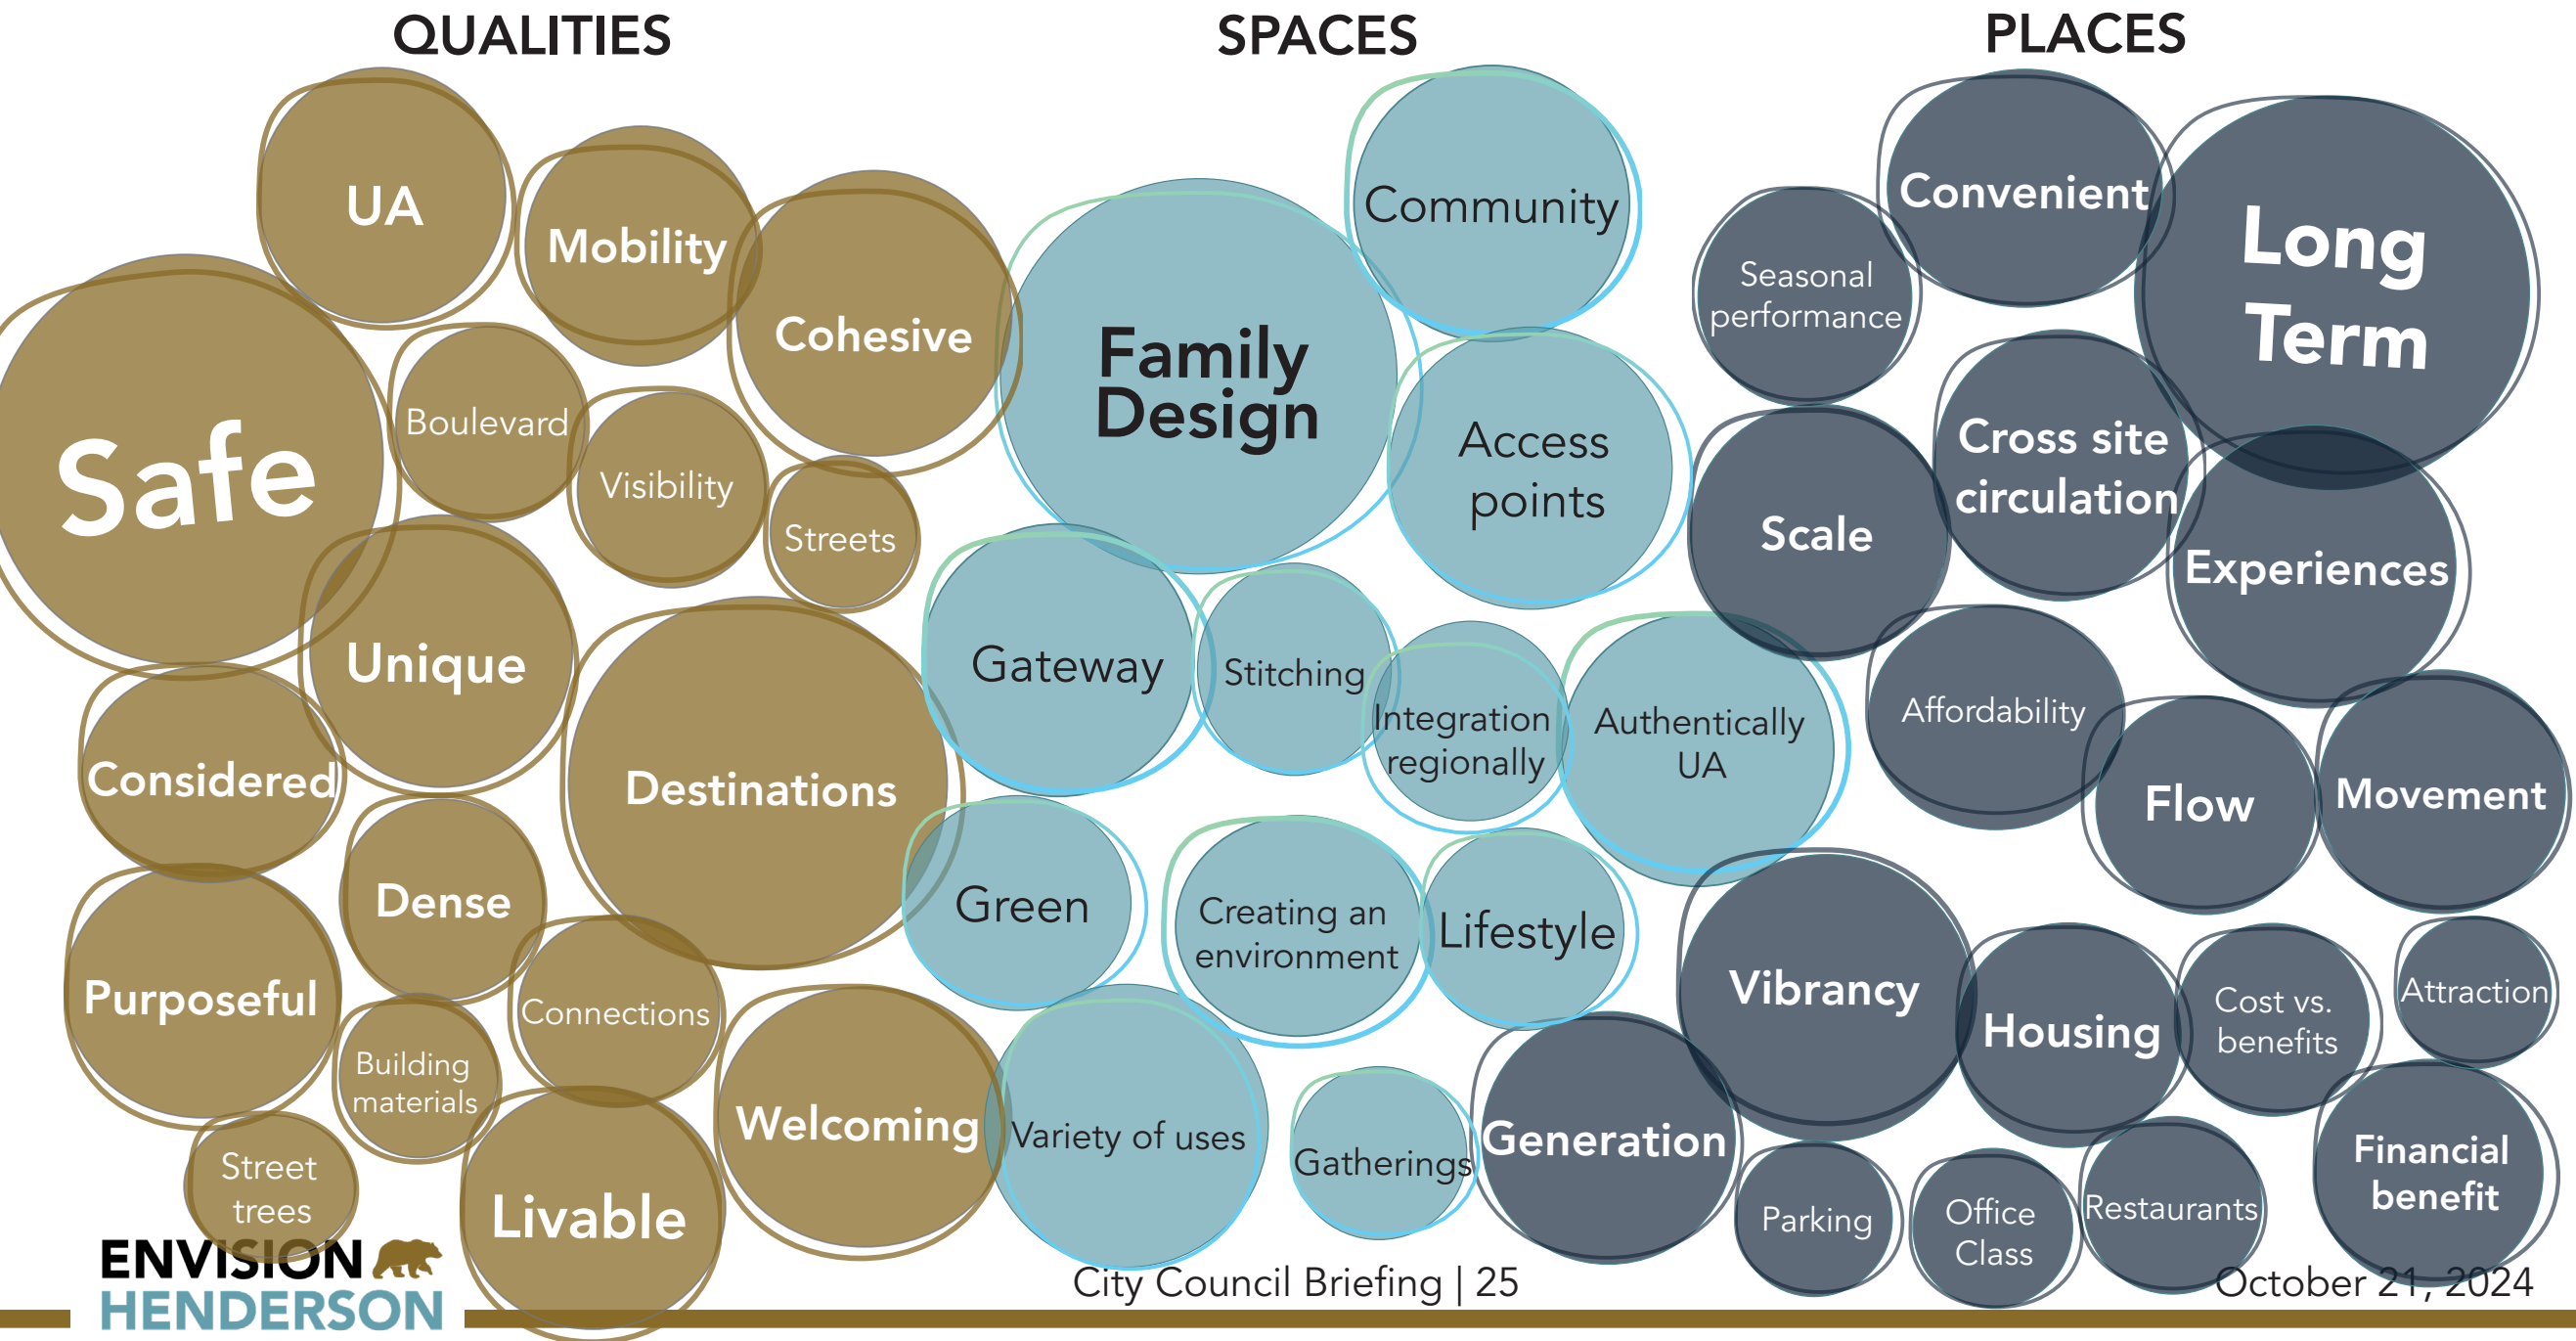 QUALITIES
UA
Mobility
Cohesive
Safe
Boulevard
Visibility
Streets
Unique
Considered
Destinations
Dense
Purposeful
Connections
Building
materials
Welcoming
Street
trees
Livable
SPACES
Community
Family
Design
Access
points
Gateway
Stitching
Integration
regionally
Authentically
UA
Green
Creating an
environment
Lifestyle
Variety of uses
Gatherings
PLACES
Convenient
Long
Term
Seasonal
performance
Cross site
circulation
Scale
Experiences
Affordability
Flow
Movement
Vibrancy
Housing
Cost vs.
benefits
Attraction
Generation
Financial
benefit
Parking
Office
Class
Restaurants
ENVISION
HENDERSON
City Council Briefing | 25
October 21, 2024